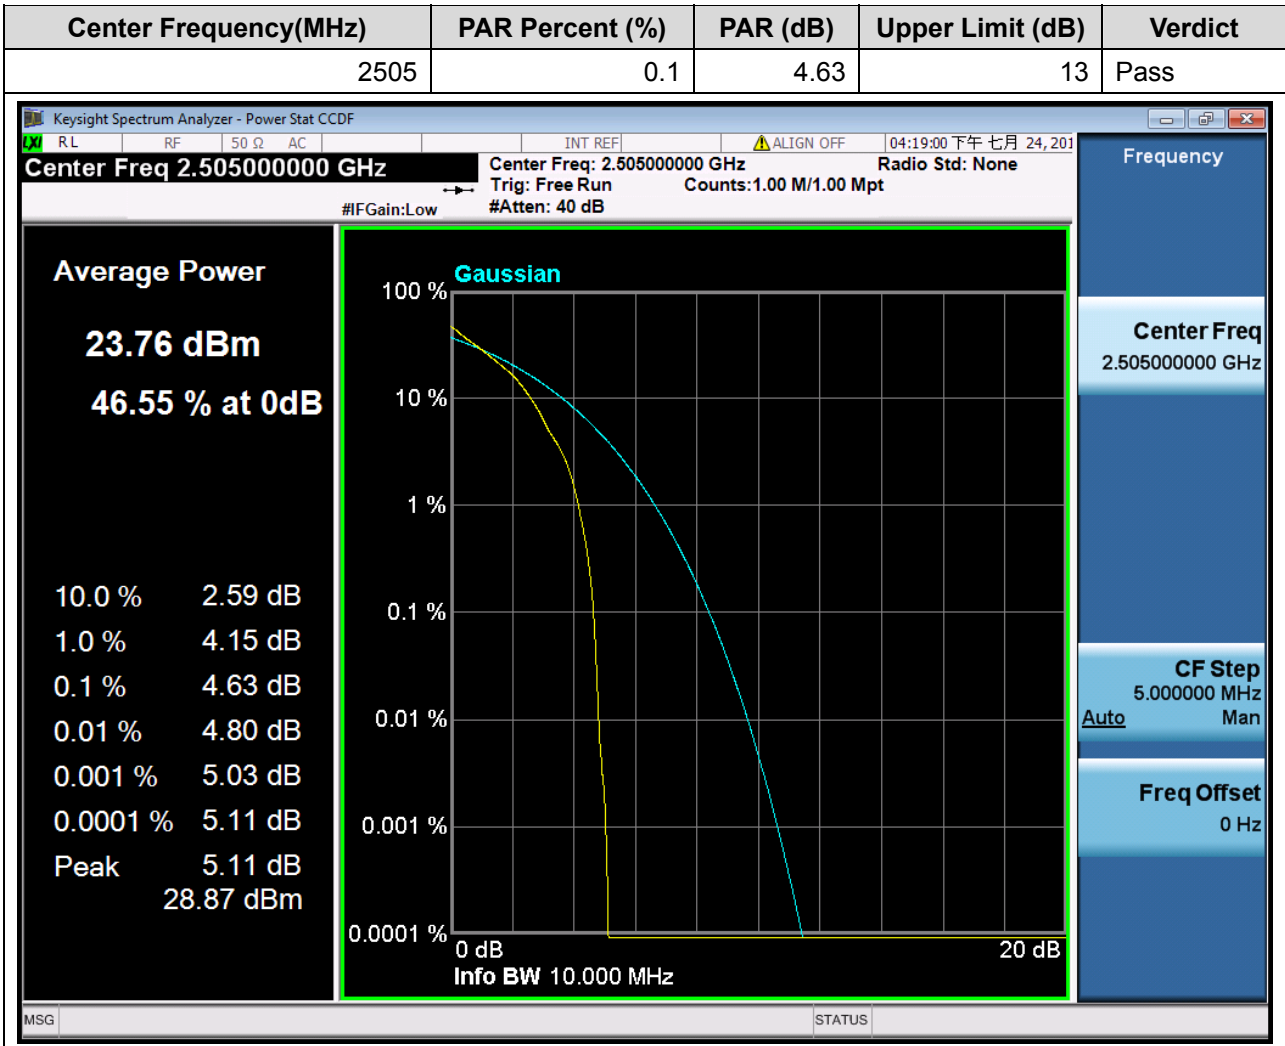 Center Frequency(MHz) PAR Percent (%) PAR (dB) Upper Limit (dB) Verdict
2505 0.1 4.63 13 Pass
Keysight Spectrum Analyzer - Power Stat CCDF
LXI RL RF 50 Ω AC INT REF ALIGN OFF 04:19:00 下午 七月 24, 201
Center Freq 2.505000000 GHz
Center Freq: 2.505000000 GHz Radio Std: None
Trig: Free Run Counts:1.00 M/1.00 Mpt
#IFGain:Low #Atten: 40 dB
Frequency
Average Power
23.76 dBm
46.55 % at 0dB
10.0 % 2.59 dB
1.0 % 4.15 dB
0.1 % 4.63 dB
0.01 % 4.80 dB
0.001 % 5.03 dB
0.0001 % 5.11 dB
Peak 5.11 dB
28.87 dBm
Gaussian
100 %
10 %
1 %
0.1 %
0.01 %
0.001 %
0.0001 %
0 dB 20 dB
Info BW 10.000 MHz
Center Freq
2.505000000 GHz
CF Step
5.000000 MHz
Auto Man
Freq Offset
0 Hz
MSG STATUS